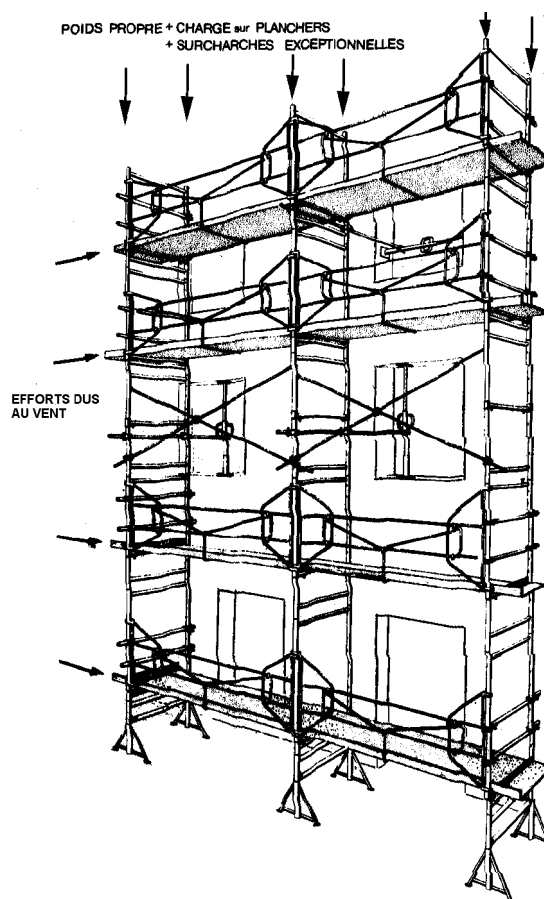 POIDS PROPRE + CHARGE sur PLANCHERS
+ SURCHARCHES EXCEPTIONNELLES
EFFORTS DUS
AU VENT